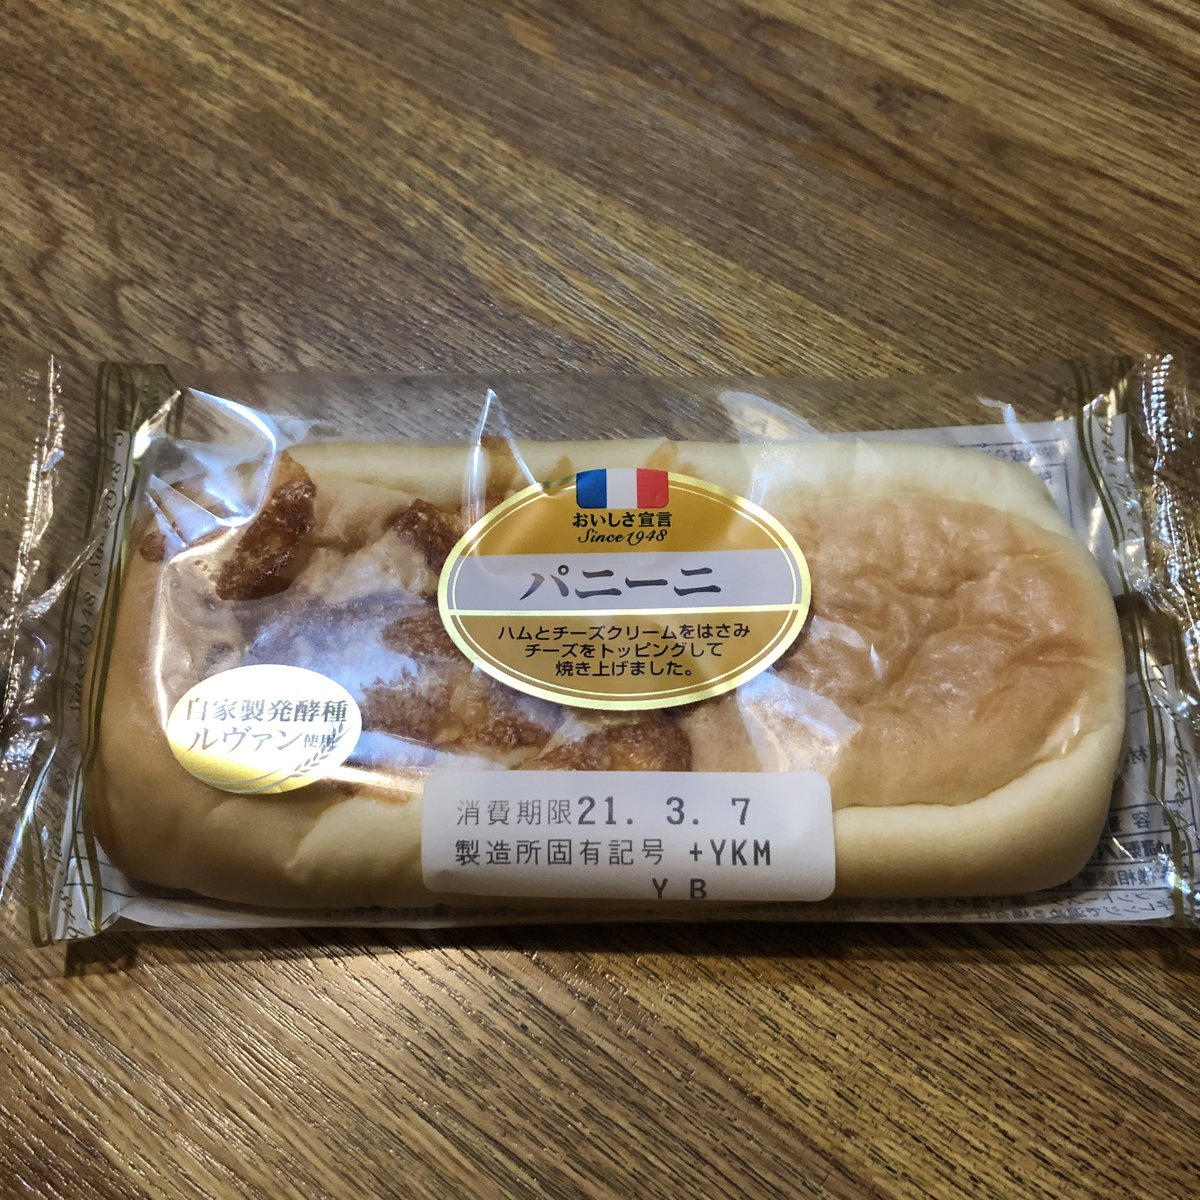 おいしさ宣言
Since 1948
パニーニ
ハムとチーズクリームをはさみ
チーズをトッピングして
焼き上げました。
自家製発酵種
ルヴァン使用
消費期限21. 3. 7
製造所固有記号 +YKM
Y B
Since 1948